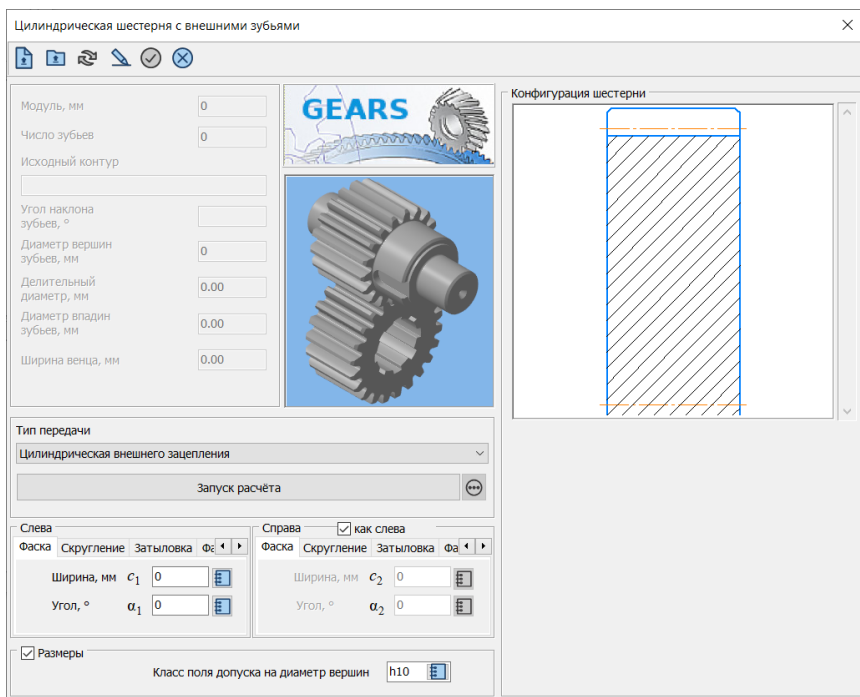 Цилиндрическая шестерня с внешними зубьями
Модуль, мм 0
Число зубьев 0
Исходный контур
Угол наклона
зубьев, °
Диаметр вершин
зубьев, мм 0
Делительный
диаметр, мм 0.00
Диаметр впадин
зубьев, мм 0.00
Ширина венца, мм 0.00
GEARS
Конфигурация шестерни
Тип передачи
Цилиндрическая внешнего зацепления
Запуск расчёта
Слева
Фаска Скругление Затыловка Фа
Ширина, мм c1 0
Угол, ° α1 0
Справа как слева
Фаска Скругление Затыловка Фа
Ширина, мм c2 0
Угол, ° α2 0
Размеры
Класс поля допуска на диаметр вершин h10